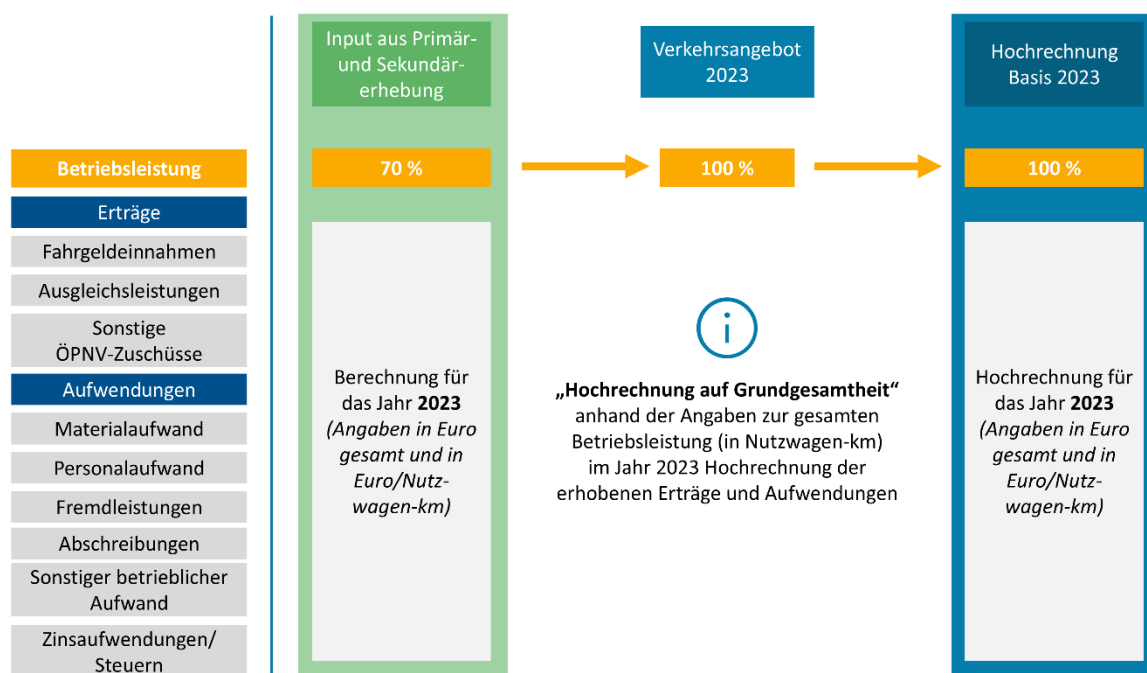 Input aus Primär-
und Sekundär-
erhebung
Verkehrsangebot
2023
Hochrechnung
Basis 2023
Betriebsleistung
70 %
100 %
100 %
Erträge
Fahrgeldeinnahmen
Ausgleichsleistungen
Sonstige
ÖPNV-Zuschüsse
Aufwendungen
Materialaufwand
Personalaufwand
Fremdleistungen
Abschreibungen
Sonstiger betrieblicher
Aufwand
Zinsaufwendungen/
Steuern
Berechnung für
das Jahr 2023
(Angaben in Euro
gesamt und in
Euro/Nutz-
wagen-km)
i
„Hochrechnung auf Grundgesamtheit“
anhand der Angaben zur gesamten
Betriebsleistung (in Nutzwagen-km)
im Jahr 2023 Hochrechnung der
erhobenen Erträge und Aufwendungen
Hochrechnung für
das Jahr 2023
(Angaben in Euro
gesamt und in
Euro/Nutz-
wagen-km)